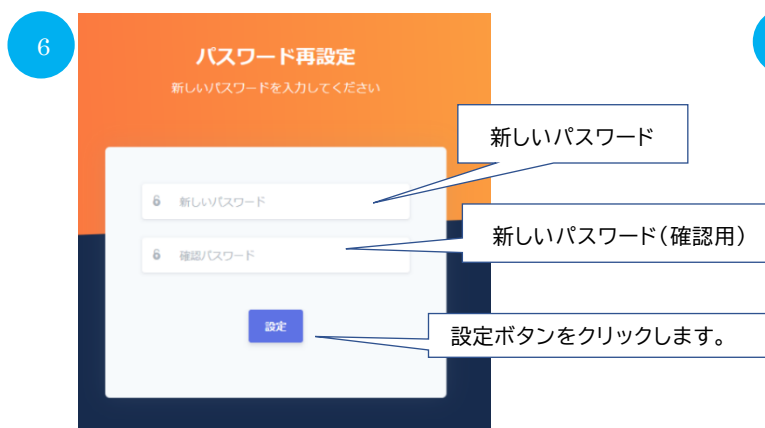 6
パスワード再設定
新しいパスワードを入力してください
新しいパスワード
新しいパスワード
新しいパスワード(確認用)
確認パスワード
設定
設定ボタンをクリックします。